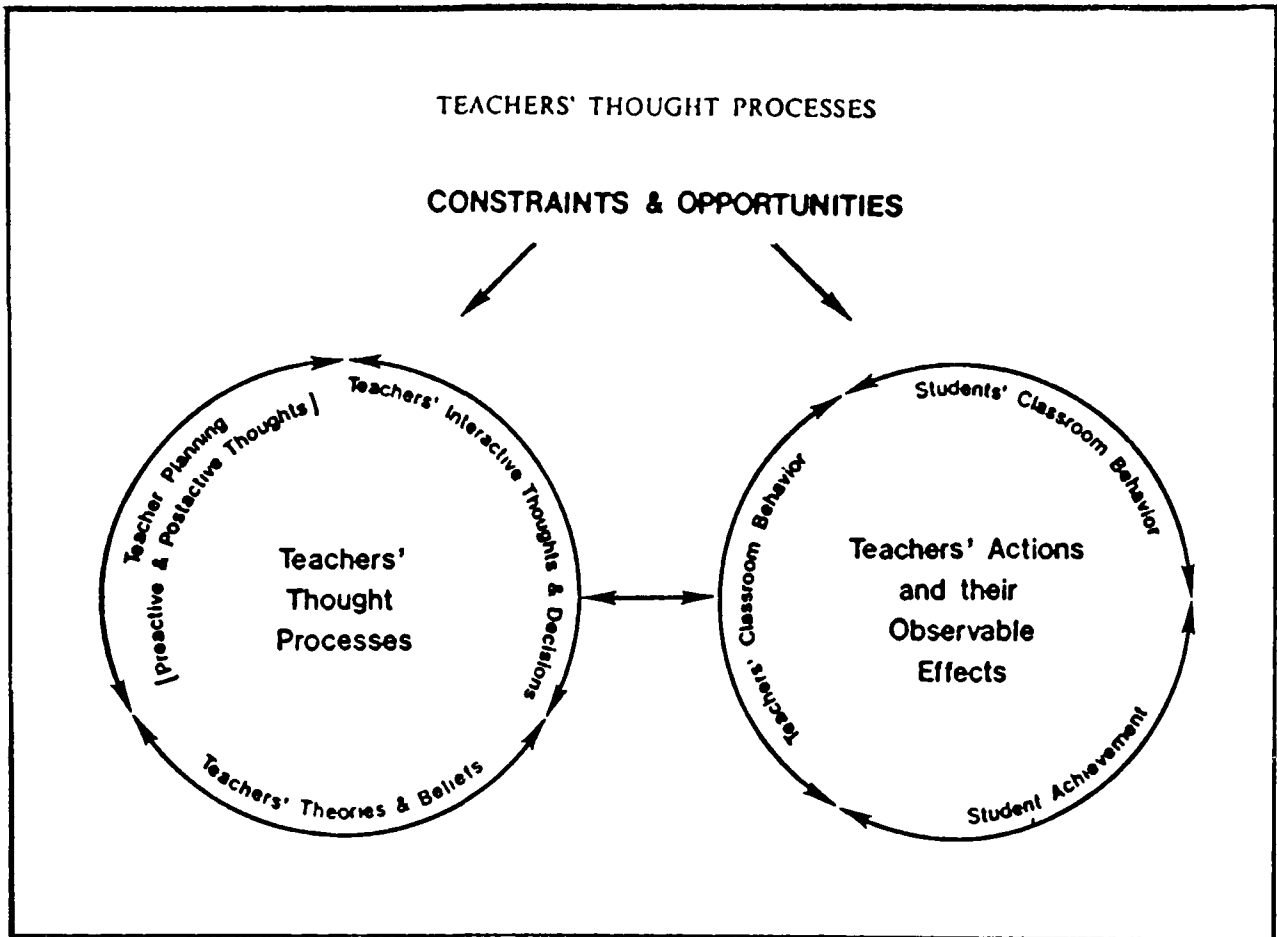 TEACHERS' THOUGHT PROCESSES
CONSTRAINTS & OPPORTUNITIES
Teacher Planning
[Preactive & Postactive Thoughts]
Teachers' Interactive Thoughts & Decisions
Teachers' Theories & Beliefs
Teachers'
Thought
Processes
Teachers' Classroom Behavior
Students' Classroom Behavior
Student Achievement
Teachers' Actions
and their
Observable
Effects